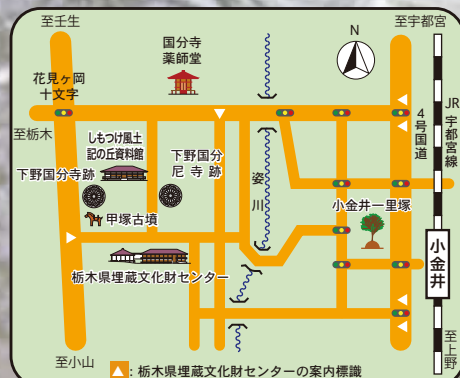 至壬生
国分寺
薬師堂
N
至宇都宮
花見ヶ岡
十文字
JR
宇都宮線
4号国道
至栃木
しもつけ風土
記の丘資料館
下野国分
尼寺跡
下野国分寺跡
姿川
小金井一里塚
甲塚古墳
小金井
栃木県埋蔵文化財センター
至小山
至上野
:栃木県埋蔵文化財センターの案内標識